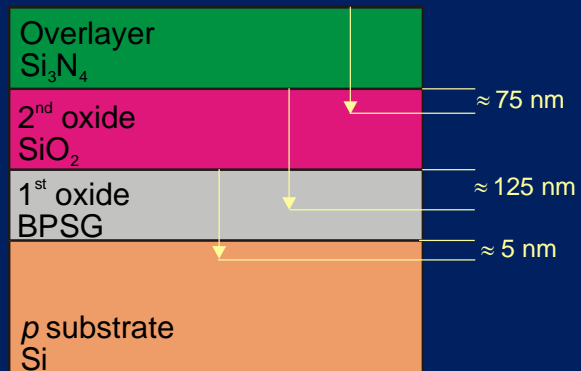 Overlayer
Si₃N₄
≈ 75 nm
2ⁿᵈ oxide
SiO₂
≈ 125 nm
1ˢᵗ oxide
BPSG
≈ 5 nm
p substrate
Si